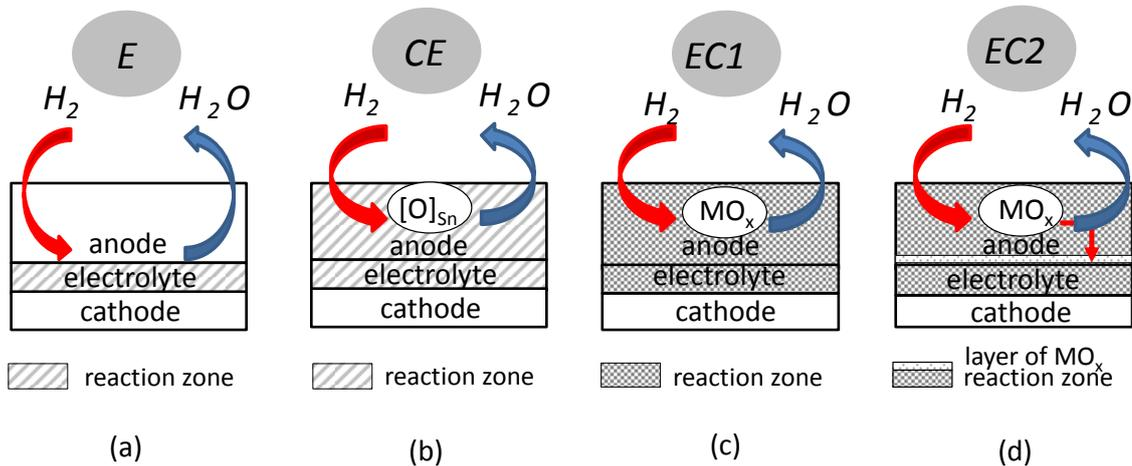 E
H₂ H₂O
anode
electrolyte
cathode
reaction zone
(a)
CE
H₂ H₂O
[O]Sn
anode
electrolyte
cathode
reaction zone
(b)
EC1
H₂ H₂O
MOₓ
anode
electrolyte
cathode
reaction zone
(c)
EC2
H₂ H₂O
MOₓ
anode
electrolyte
cathode
layer of MOₓ
reaction zone
(d)